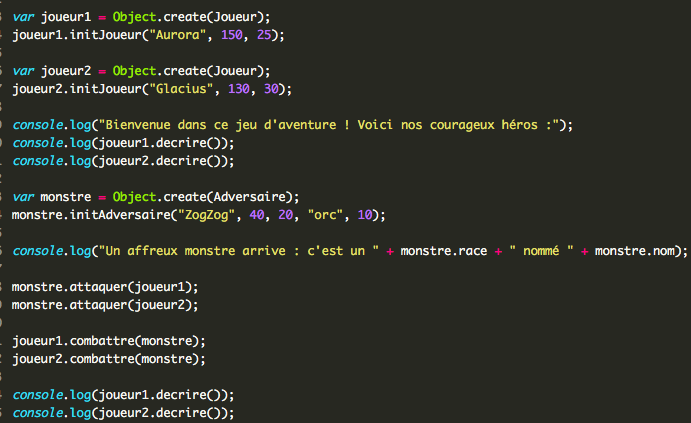 var joueur1 = Object.create(Joueur);
joueur1.initJoueur("Aurora", 150, 25);
var joueur2 = Object.create(Joueur);
joueur2.initJoueur("Glacius", 130, 30);
console.log("Bienvenue dans ce jeu d'aventure ! Voici nos courageux héros :");
console.log(joueur1.decrire());
console.log(joueur2.decrire());
var monstre = Object.create(Adversaire);
monstre.initAdversaire("ZogZog", 40, 20, "orc", 10);
console.log("Un affreux monstre arrive : c'est un " + monstre.race + " nommé " + monstre.nom);
monstre.attaquer(joueur1);
monstre.attaquer(joueur2);
joueur1.combattre(monstre);
joueur2.combattre(monstre);
console.log(joueur1.decrire());
console.log(joueur2.decrire());